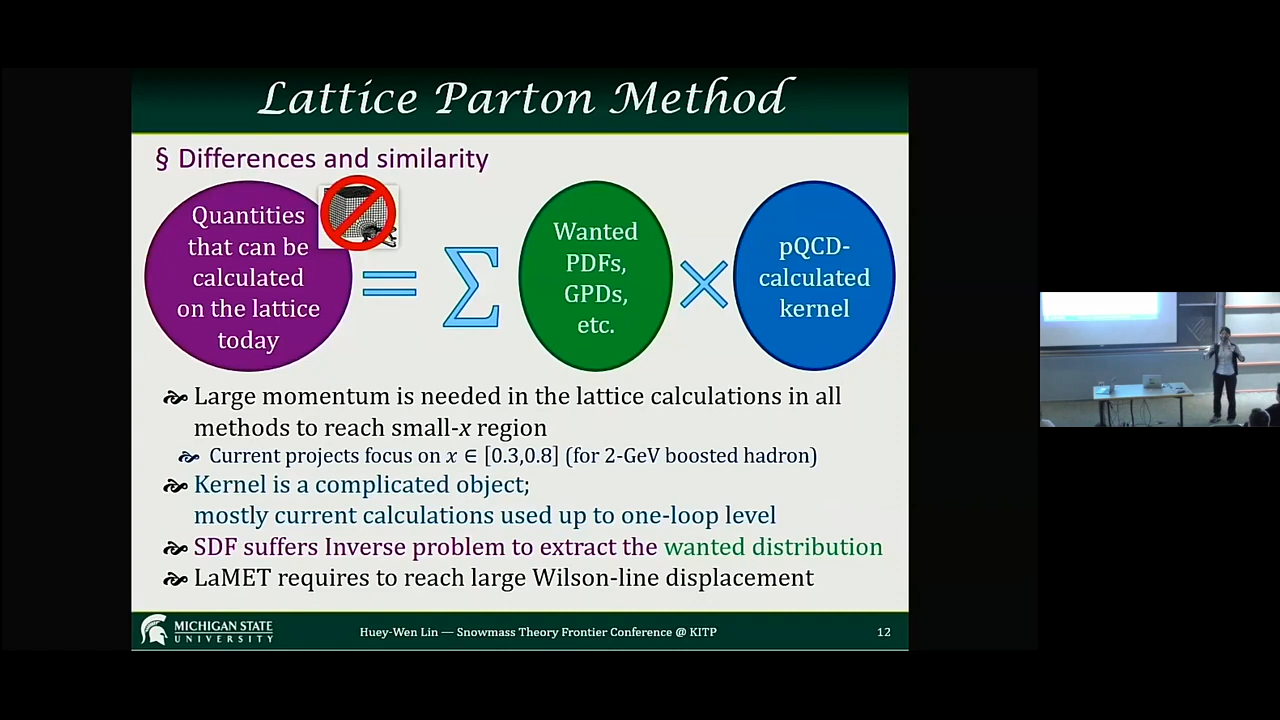 Lattice Parton Method
§ Differences and similarity
Quantities
that can be
calculated
on the lattice
today
=
Σ
Wanted
PDFs,
GPDs,
etc.
×
pQCD-
calculated
kernel
Large momentum is needed in the lattice calculations in all
methods to reach small-x region
Current projects focus on x ∈ [0.3,0.8] (for 2-GeV boosted hadron)
Kernel is a complicated object;
mostly current calculations used up to one-loop level
SDF suffers Inverse problem to extract the wanted distribution
LaMET requires to reach large Wilson-line displacement
MICHIGAN STATE
UNIVERSITY
Huey-Wen Lin — Snowmass Theory Frontier Conference @ KITP
12